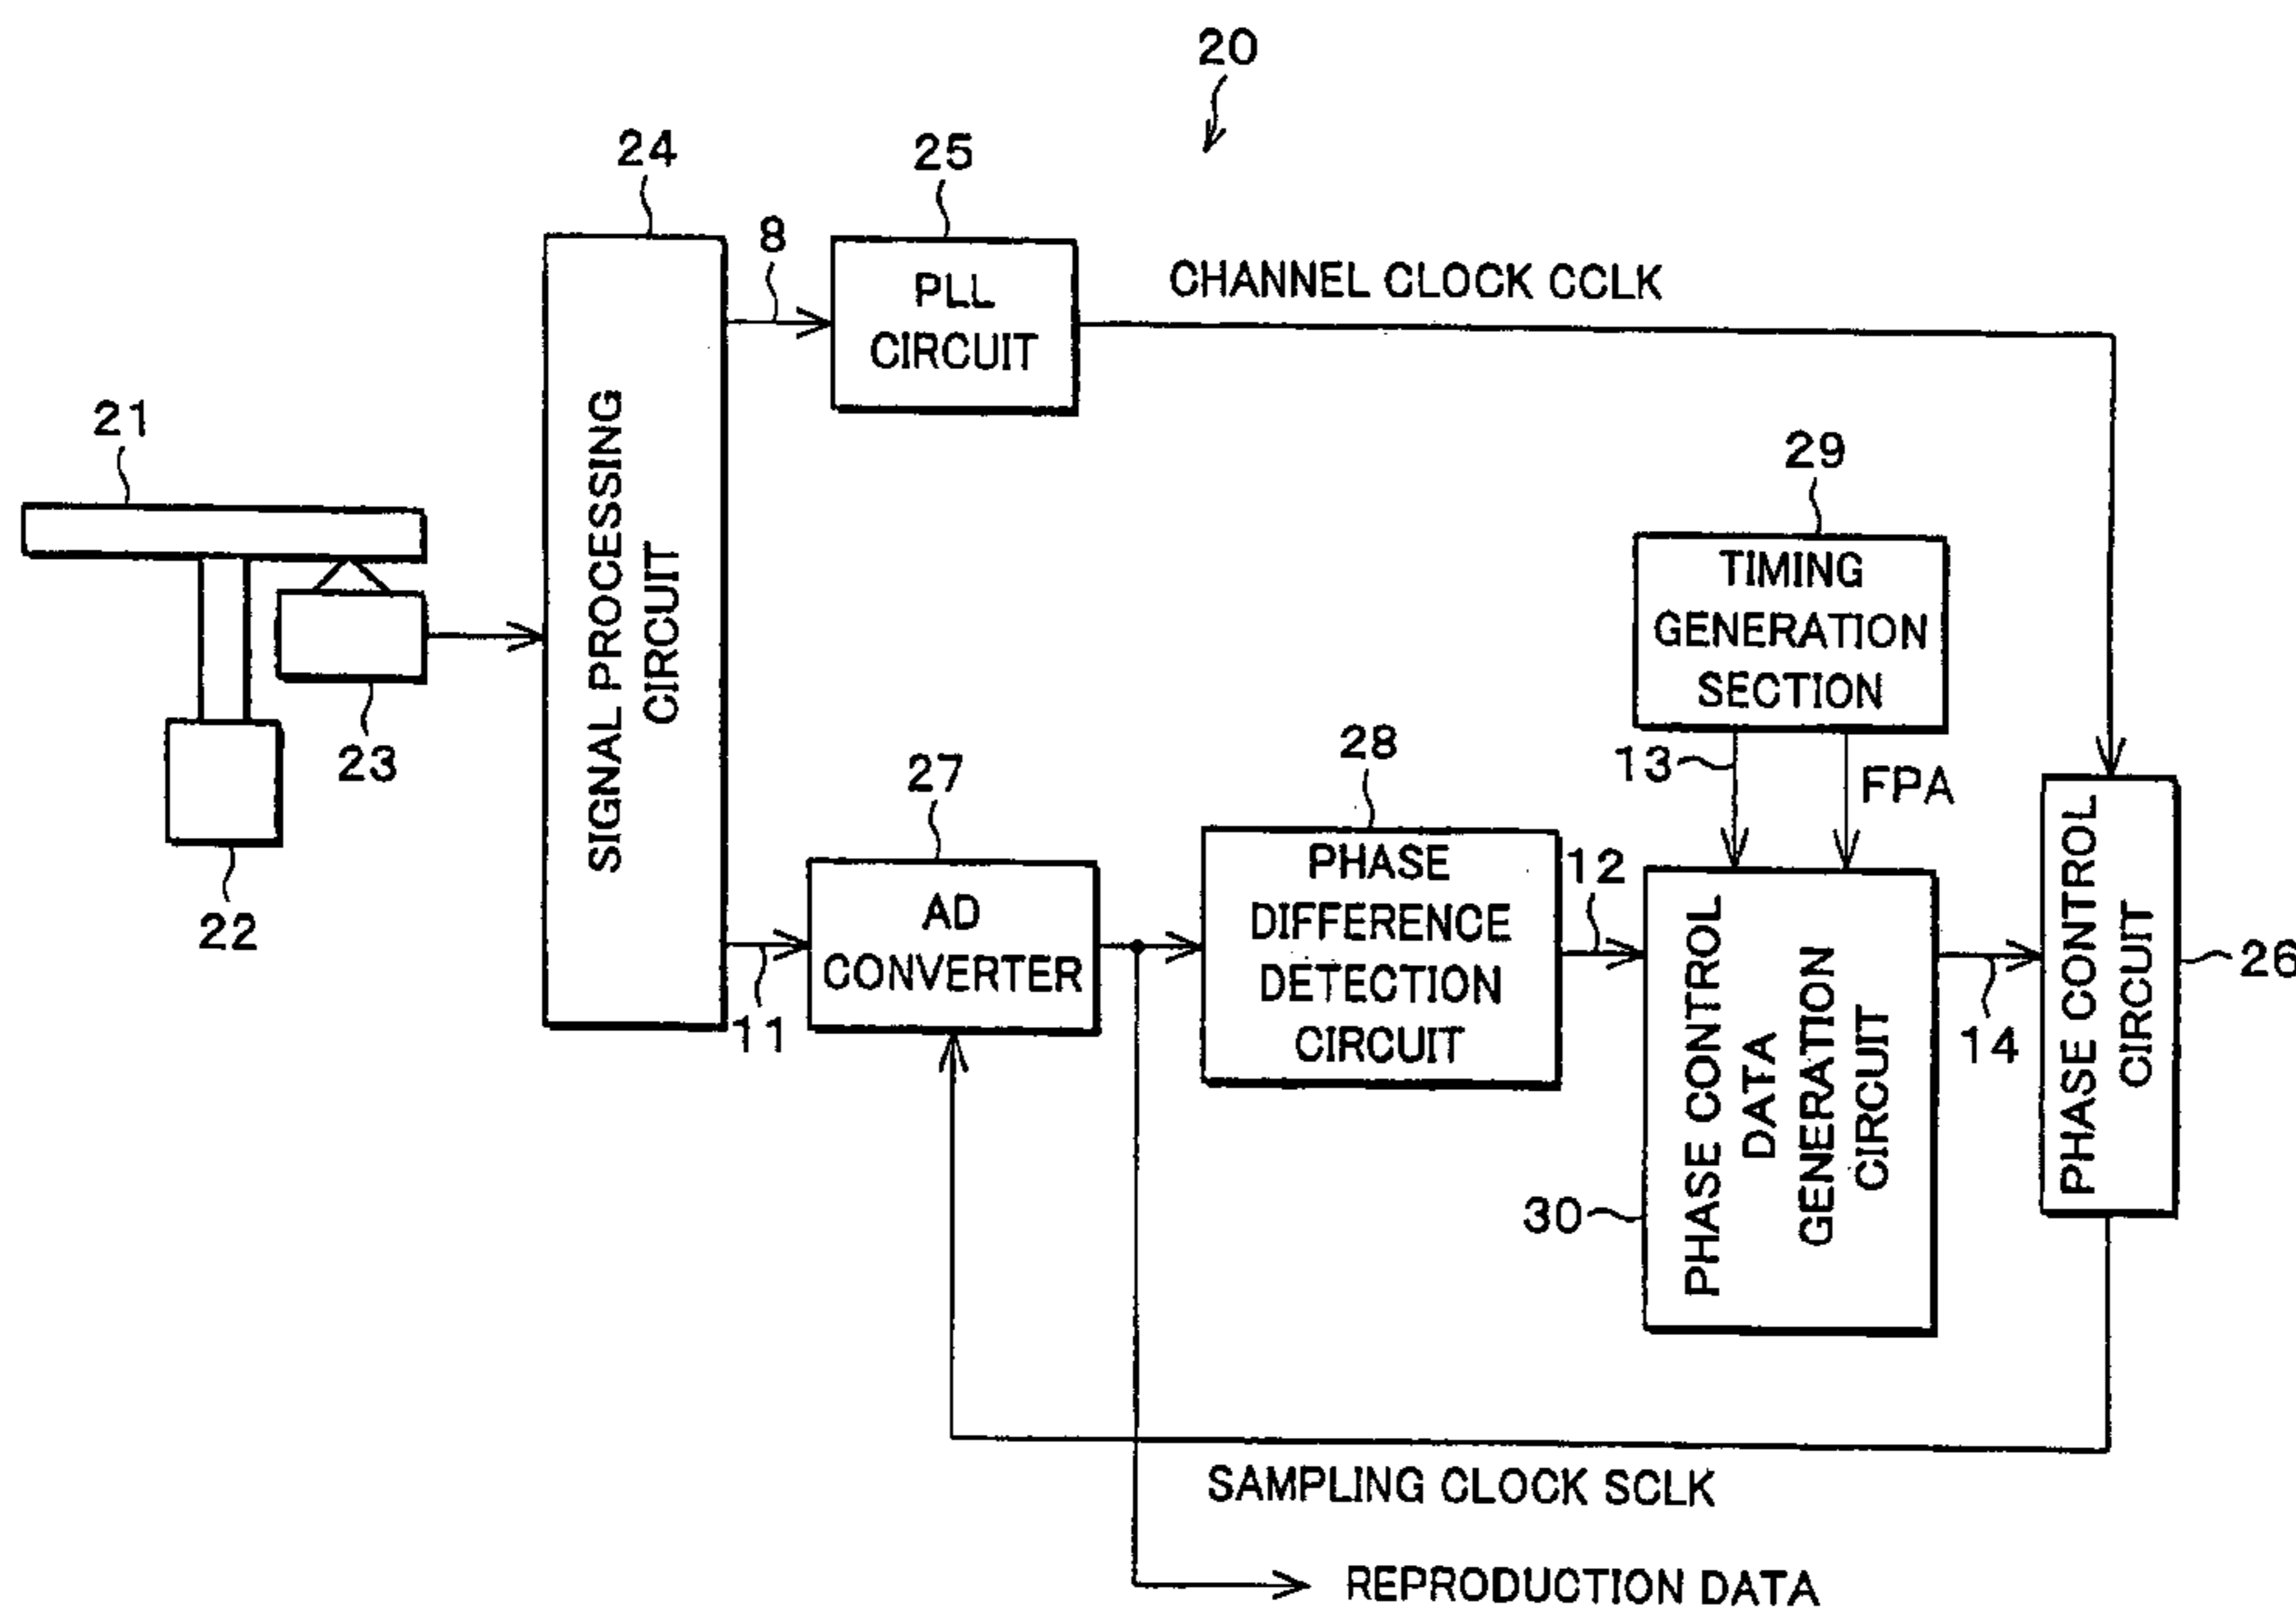 20
24
25
8
PLL
CIRCUIT
CHANNEL CLOCK CCLK
21
SIGNAL PROCESSING
CIRCUIT
29
TIMING
GENERATION
SECTION
23
22
27
28
13
FPA
AD
CONVERTER
11
PHASE
DIFFERENCE
DETECTION
CIRCUIT
12
PHASE CONTROL
DATA
GENERATION
CIRCUIT
30
14
PHASE CONTROL
CIRCUIT
26
SAMPLING CLOCK SCLK
REPRODUCTION DATA